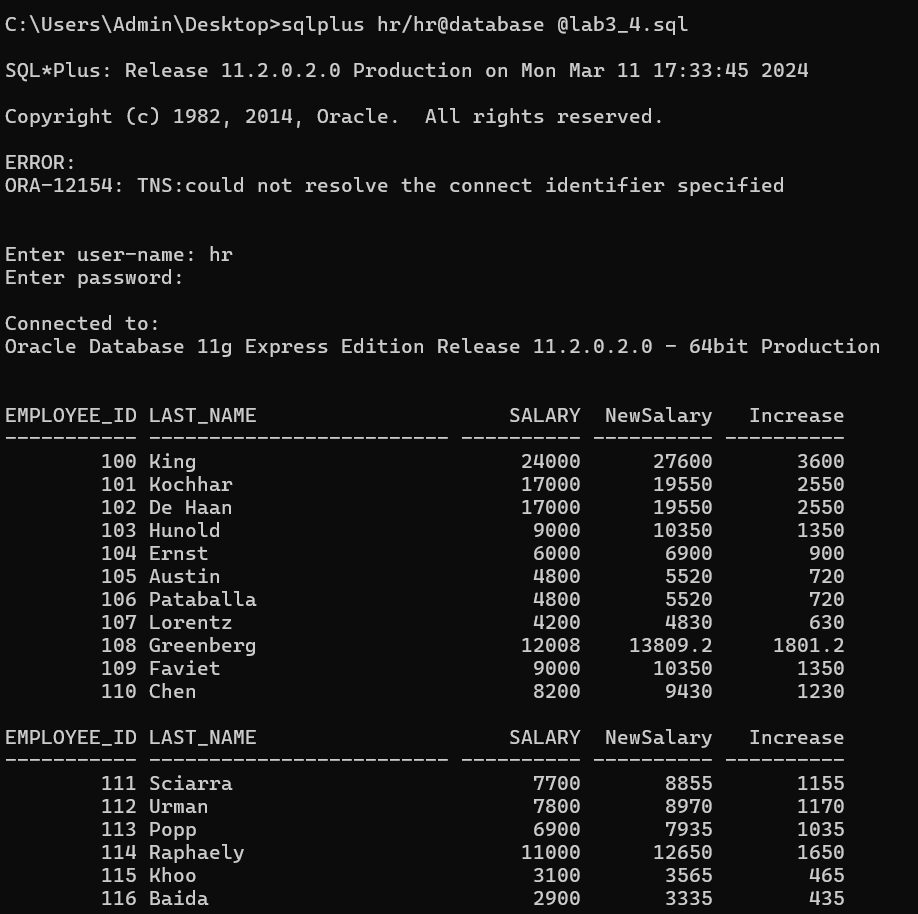 C:\Users\Admin\Desktop>sqlplus hr/hr@database @lab3_4.sql
SQL*Plus: Release 11.2.0.2.0 Production on Mon Mar 11 17:33:45 2024
Copyright (c) 1982, 2014, Oracle.  All rights reserved.
ERROR:
ORA-12154: TNS:could not resolve the connect identifier specified
Enter user-name: hr
Enter password:
Connected to:
Oracle Database 11g Express Edition Release 11.2.0.2.0 - 64bit Production
EMPLOYEE_ID LAST_NAME                     SALARY  NewSalary   Increase
----------- ------------------------- ---------- ---------- ----------
        100 King                           24000      27600       3600
        101 Kochhar                        17000      19550       2550
        102 De Haan                        17000      19550       2550
        103 Hunold                          9000      10350       1350
        104 Ernst                           6000       6900        900
        105 Austin                          4800       5520        720
        106 Pataballa                       4800       5520        720
        107 Lorentz                         4200       4830        630
        108 Greenberg                      12008    13809.2     1801.2
        109 Faviet                          9000      10350       1350
        110 Chen                            8200       9430       1230
EMPLOYEE_ID LAST_NAME                     SALARY  NewSalary   Increase
----------- ------------------------- ---------- ---------- ----------
        111 Sciarra                         7700       8855       1155
        112 Urman                           7800       8970       1170
        113 Popp                            6900       7935       1035
        114 Raphaely                       11000      12650       1650
        115 Khoo                            3100       3565        465
        116 Baida                           2900       3335        435